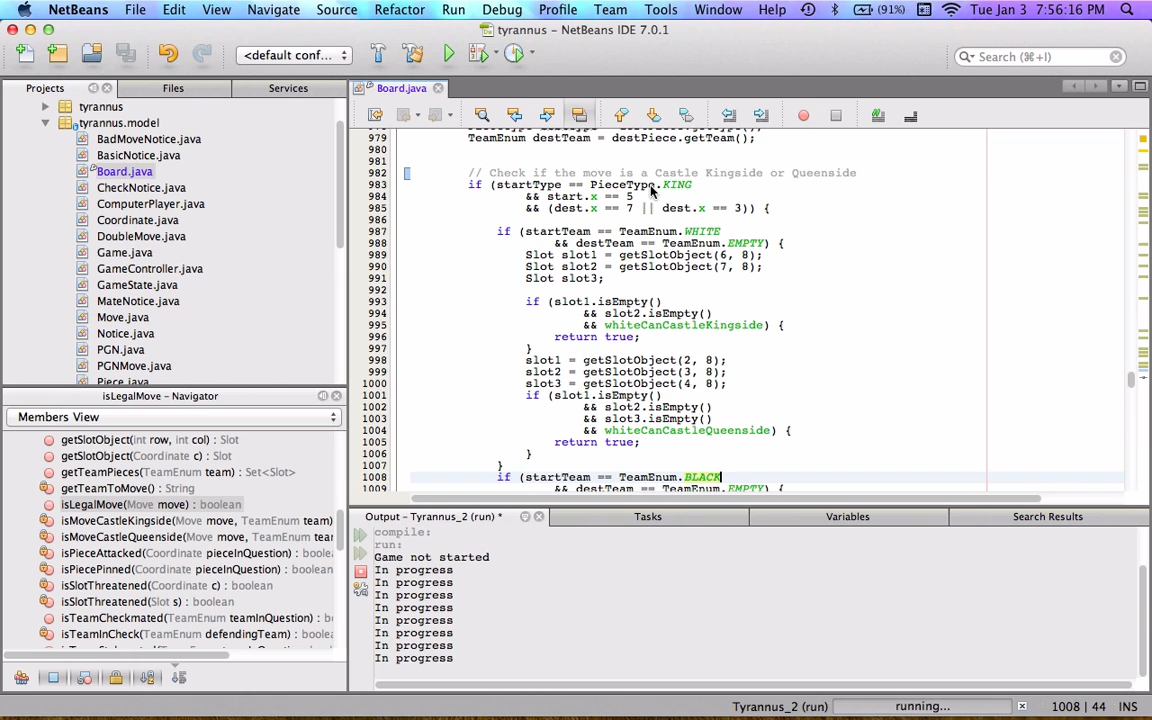 NetBeans File Edit View Navigate Source Refactor Run Debug Profile Team Tools Window Help (91%) Tue Jan 3 7:56:16 PM
tyrannus - NetBeans IDE 7.0.1
<default conf...
Search (⌘+I)
Projects Files Services
tyrannus
tyrannus.model
BadMoveNotice.java
BasicNotice.java
Board.java
CheckNotice.java
ComputerPlayer.java
Coordinate.java
DoubleMove.java
Game.java
GameController.java
GameState.java
MateNotice.java
Move.java
Notice.java
PGN.java
PGNMove.java
Piece.java
isLegalMove - Navigator
Members View
getSlotObject(int row, int col) : Slot
getSlotObject(Coordinate c) : Slot
getTeamPieces(TeamEnum team) : Set<Slot>
getTeamToMove() : String
isLegalMove(Move move) : boolean
isMoveCastleKingside(Move move, TeamEnum team)
isMoveCastleQueenside(Move move, TeamEnum tear
isPieceAttacked(Coordinate pieceInQuestion) : boolea
isPiecePinned(Coordinate pieceInQuestion) : boolean
isSlotThreatened(Coordinate c) : boolean
isSlotThreatened(Slot s) : boolean
isTeamCheckmated(TeamEnum teamInQuestion) : bo
isTeamInCheck(TeamEnum defendingTeam) : boolean
Board.java
979 TeamEnum destTeam = destPiece.getTeam();
980
981
982 // Check if the move is a Castle Kingside or Queenside
983 if (startType == PieceType.KING
984 && start.x == 5
985 && (dest.x == 7 || dest.x == 3)) {
987 if (startTeam == TeamEnum.WHITE
988 && destTeam == TeamEnum.EMPTY) {
989 Slot slot1 = getSlotObject(6, 8);
990 Slot slot2 = getSlotObject(7, 8);
991 Slot slot3;
992
993 if (slot1.isEmpty()
994 && slot2.isEmpty()
995 && whiteCanCastleKingside) {
996 return true;
997 }
998 slot1 = getSlotObject(2, 8);
999 slot2 = getSlotObject(3, 8);
1000 slot3 = getSlotObject(4, 8);
1001 if (slot1.isEmpty()
1002 && slot2.isEmpty()
1003 && slot3.isEmpty()
1004 && whiteCanCastleQueenside) {
1005 return true;
1006 }
1007 }
1008 if (startTeam == TeamEnum.BLACK
1009 && destTeam == TeamEnum.EMPTY) {
Output - Tyrannus_2 (run) * Tasks Variables Search Results
compile:
run:
Game not started
In progress
In progress
In progress
In progress
In progress
In progress
In progress
In progress
Tyrannus_2 (run) running... 1008 | 44 INS